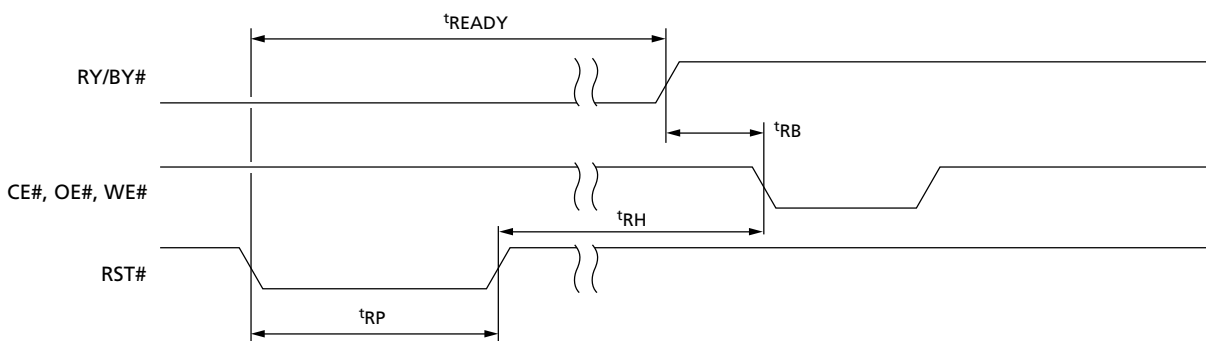 tREADY
RY/BY#
tRB
CE#, OE#, WE#
tRH
RST#
tRP